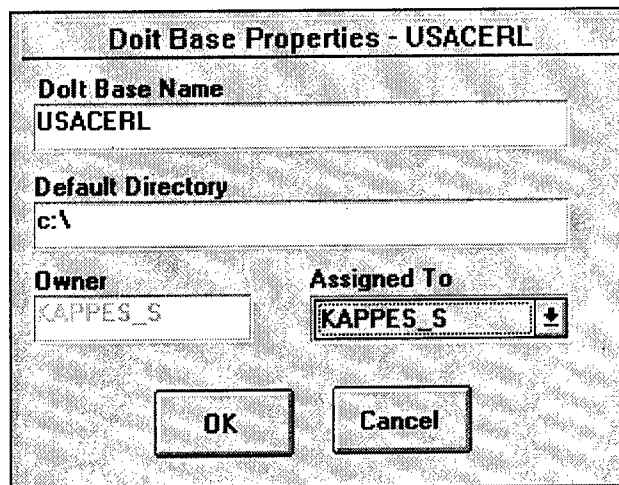 Doit Base Properties - USACERL
DoIt Base Name
USACERL
Default Directory
c:\
Owner Assigned To
KAPPES_S KAPPES_S
OK Cancel